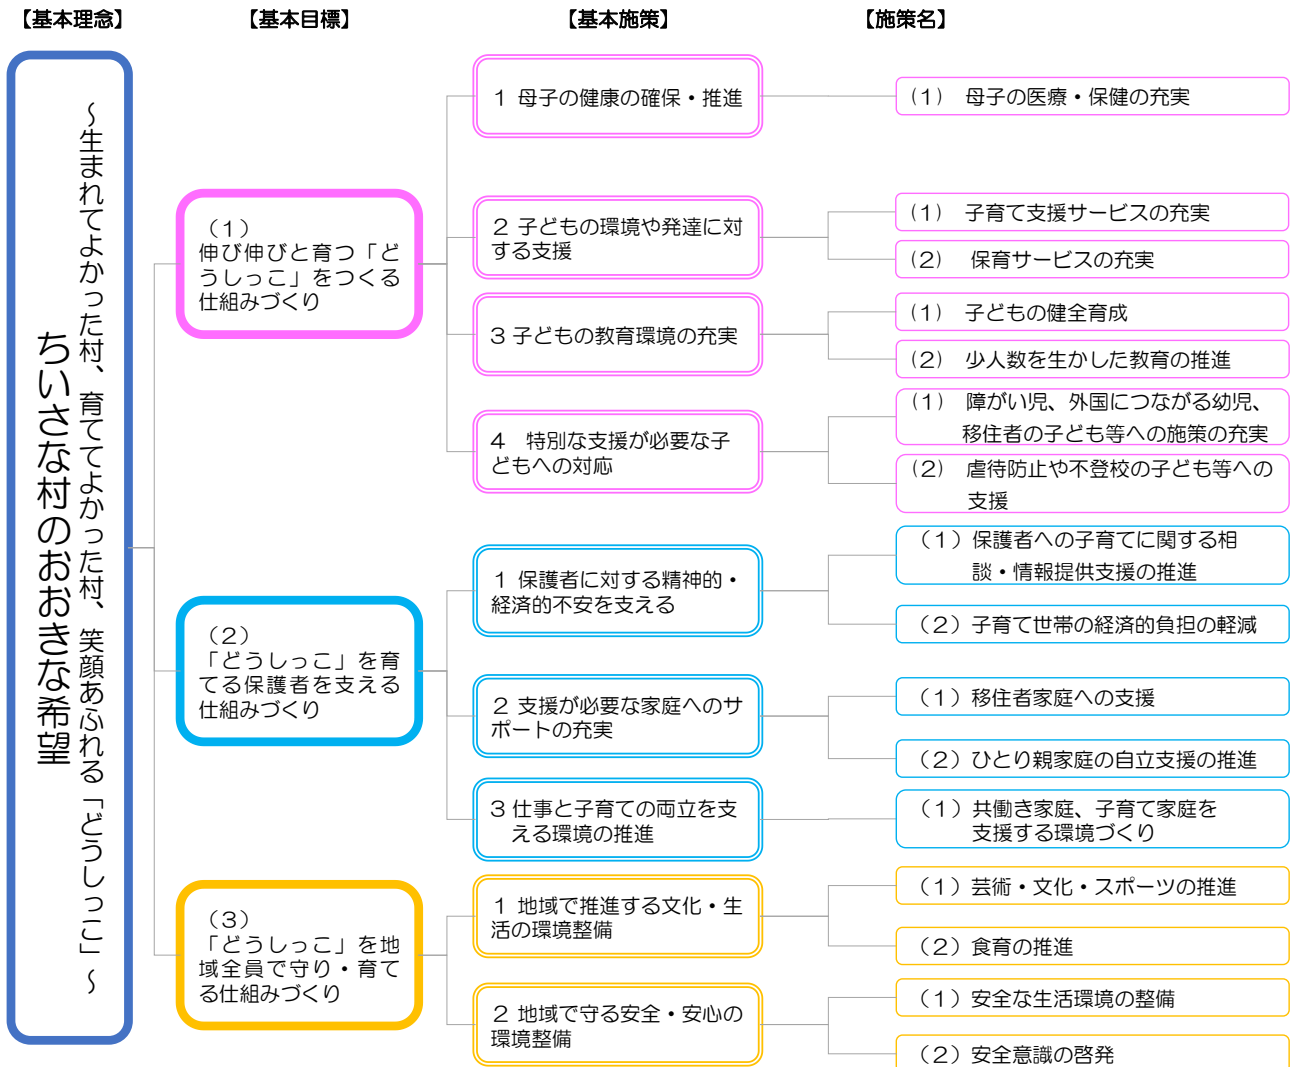 【基本理念】
【基本目標】
【基本施策】
【施策名】
～生まれてよかった村、育ててよかった村、笑顔あふれる「どうしっこ」～
ちいさな村のおおきな希望
（１）
伸び伸びと育つ「ど
うしっこ」をつくる
仕組みづくり
１ 母子の健康の確保・推進
（１） 母子の医療・保健の充実
２ 子どもの環境や発達に対
する支援
（１） 子育て支援サービスの充実
（２） 保育サービスの充実
３ 子どもの教育環境の充実
（１） 子どもの健全育成
（２） 少人数を生かした教育の推進
４ 特別な支援が必要な子
どもへの対応
（１） 障がい児、外国につながる幼児、
移住者の子ども等への施策の充実
（２） 虐待防止や不登校の子ども等への
支援
（２）
「どうしっこ」を育
てる保護者を支える
仕組みづくり
１ 保護者に対する精神的・
経済的不安を支える
（１）保護者への子育てに関する相
談・情報提供支援の推進
（２）子育て世帯の経済的負担の軽減
２ 支援が必要な家庭へのサ
ポートの充実
（１）移住者家庭への支援
（２）ひとり親家庭の自立支援の推進
３ 仕事と子育ての両立を支
える環境の推進
（１）共働き家庭、子育て家庭を
支援する環境づくり
（３）
「どうしっこ」を地
域全員で守り・育て
る仕組みづくり
１ 地域で推進する文化・生
活の環境整備
（１）芸術・文化・スポーツの推進
（２）食育の推進
２ 地域で守る安全・安心の
環境整備
（１）安全な生活環境の整備
（２）安全意識の啓発